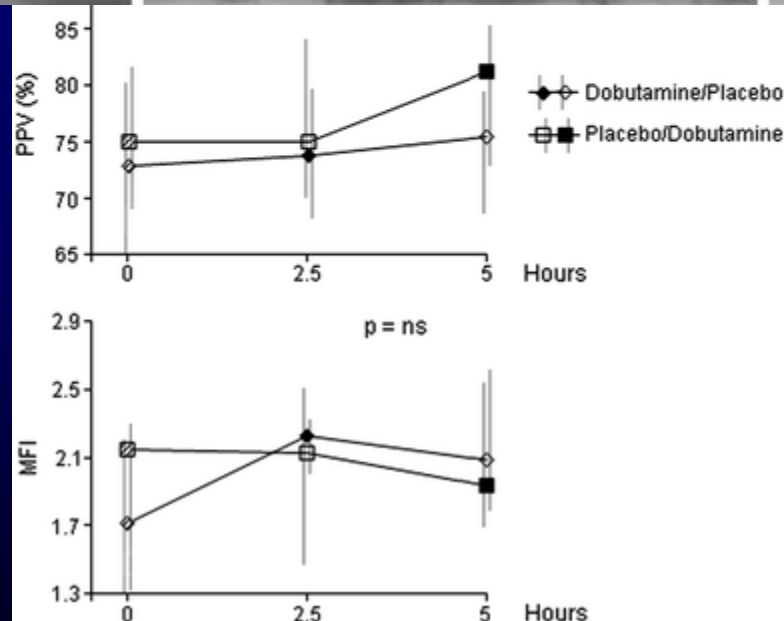 85
80
75
70
65
PPV (%)
0 2.5 5 Hours
Dobutamine/Placebo
Placebo/Dobutamine
p = ns
2.9
2.5
2.1
1.7
1.3
MFI
0 2.5 5 Hours